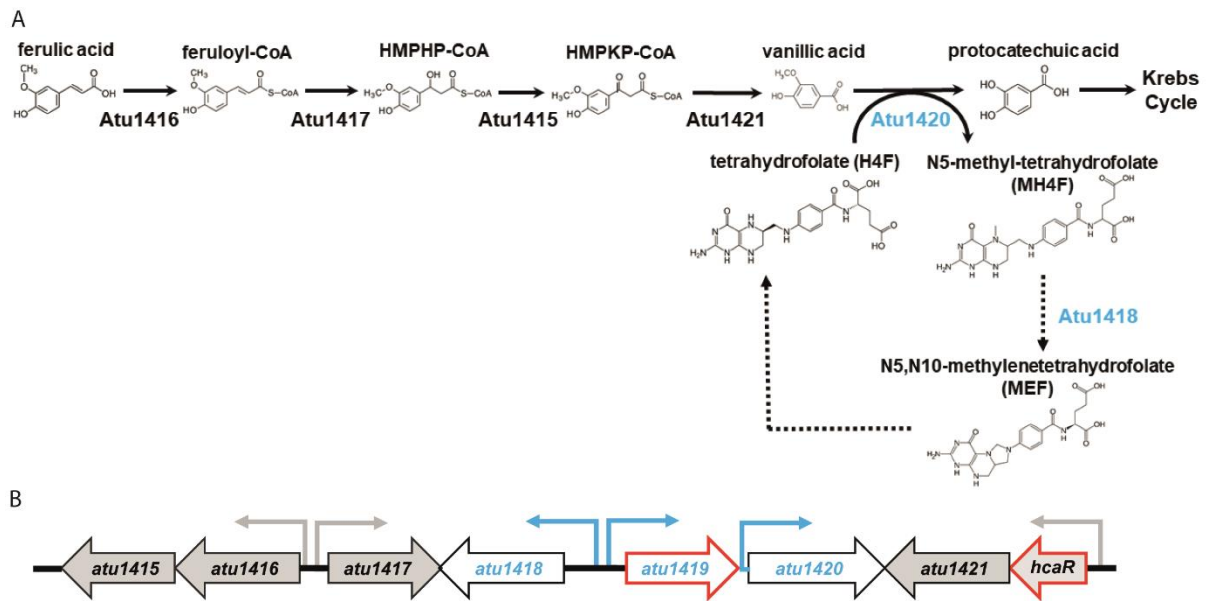 A
ferulic acid
feruloyl-CoA
HMPHP-CoA
HMPKP-CoA
vanillic acid
protocatechuic acid
Krebs
Cycle
Atu1416
Atu1417
Atu1415
Atu1421
Atu1420
tetrahydrofolate (H4F)
N5-methyl-tetrahydrofolate
(MH4F)
Atu1418
N5,N10-methylenetetrahydrofolate
(MEF)
B
atu1415
atu1416
atu1417
atu1418
atu1419
atu1420
atu1421
hcaR